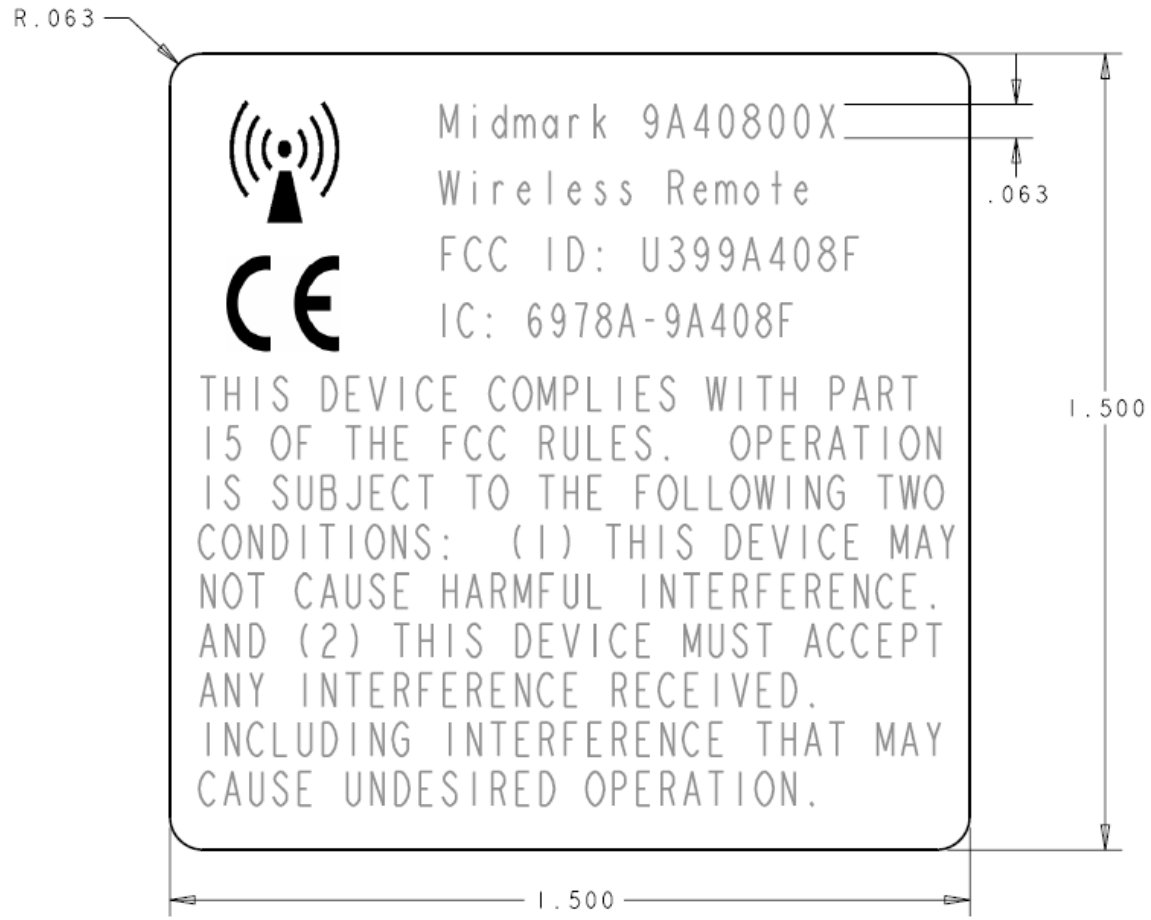 R.063
Midmark 9A40800X
.063
Wireless Remote
FCC ID: U399A408F
IC: 6978A-9A408F
CE
THIS DEVICE COMPLIES WITH PART
15 OF THE FCC RULES.  OPERATION
IS SUBJECT TO THE FOLLOWING TWO
CONDITIONS:  (1) THIS DEVICE MAY
NOT CAUSE HARMFUL INTERFERENCE.
AND (2) THIS DEVICE MUST ACCEPT
ANY INTERFERENCE RECEIVED.
INCLUDING INTERFERENCE THAT MAY
CAUSE UNDESIRED OPERATION.
1.500
1.500